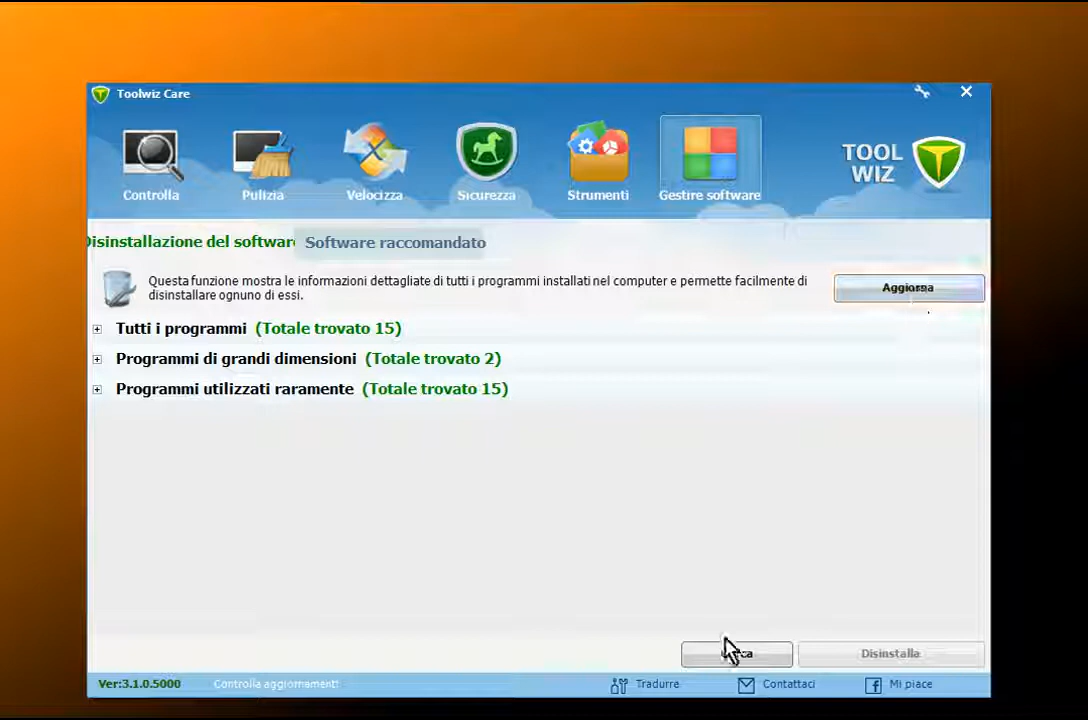 Toolwiz Care
Controlla
Pulizia
Velocizza
Sicurezza
Strumenti
Gestire software
TOOL
WIZ
Disinstallazione del software
Software raccomandato
Questa funzione mostra le informazioni dettagliate di tutti i programmi installati nel computer e permette facilmente di
disinstallare ognuno di essi.
Aggiorna
Tutti i programmi (Totale trovato 15)
Programmi di grandi dimensioni (Totale trovato 2)
Programmi utilizzati raramente (Totale trovato 15)
Disinstalla
Ver:3.1.0.5000
Controlla aggiornamenti
Tradurre
Contattaci
Mi piace